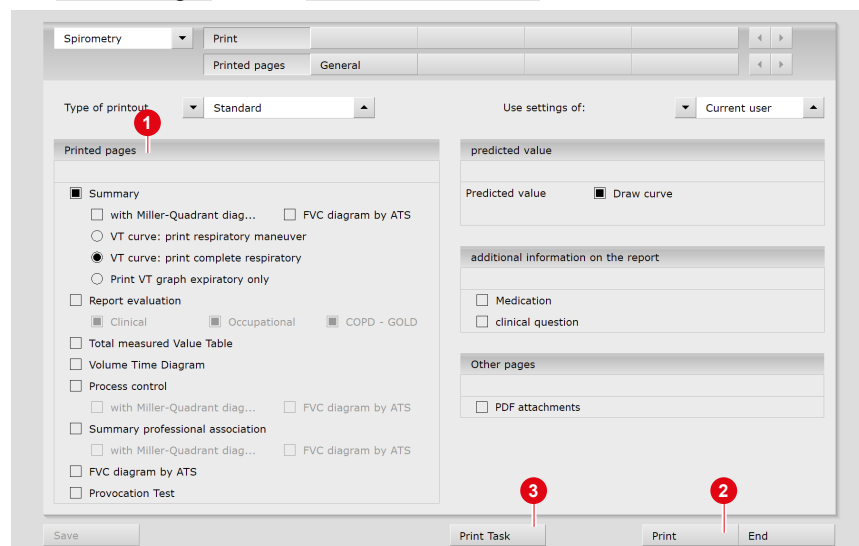 Spirometry Print
Printed pages General
Type of printout Standard Use settings of: Current user
1
Printed pages
Summary
with Miller-Quadrant diag... FVC diagram by ATS
VT curve: print respiratory maneuver
VT curve: print complete respiratory
Print VT graph expiratory only
Report evaluation
Clinical Occupational COPD - GOLD
Total measured Value Table
Volume Time Diagram
Process control
with Miller-Quadrant diag... FVC diagram by ATS
Summary professional association
with Miller-Quadrant diag... FVC diagram by ATS
FVC diagram by ATS
Provocation Test
predicted value
Predicted value Draw curve
additional information on the report
Medication
clinical question
Other pages
PDF attachments
3 2
Save Print Task Print End